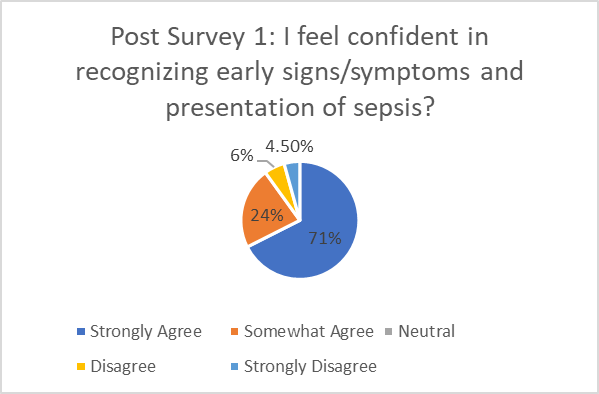 Post Survey 1: I feel confident in
recognizing early signs/symptoms and
presentation of sepsis?
4.50%
6%
24%
71%
Strongly Agree
Somewhat Agree
Neutral
Disagree
Strongly Disagree